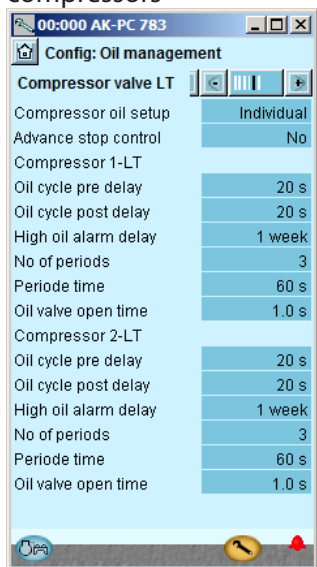 compressors
00:000 AK-PC 783
Config: Oil management
Compressor valve LT
Compressor oil setup Individual
Advance stop control No
Compressor 1-LT
Oil cycle pre delay 20 s
Oil cycle post delay 20 s
High oil alarm delay 1 week
No of periods 3
Periode time 60 s
Oil valve open time 1.0 s
Compressor 2-LT
Oil cycle pre delay 20 s
Oil cycle post delay 20 s
High oil alarm delay 1 week
No of periods 3
Periode time 60 s
Oil valve open time 1.0 s